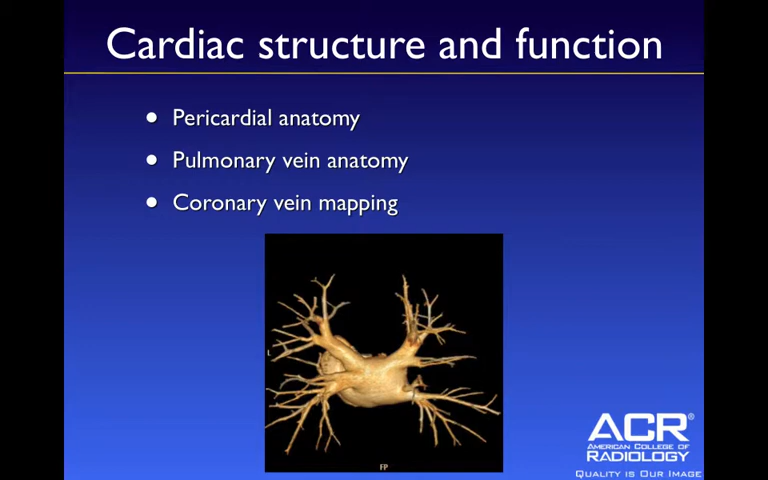 Cardiac structure and function
• Pericardial anatomy
• Pulmonary vein anatomy
• Coronary vein mapping
L
FP
ACR®
AMERICAN COLLEGE OF
RADIOLOGY
QUALITY IS OUR IMAGE